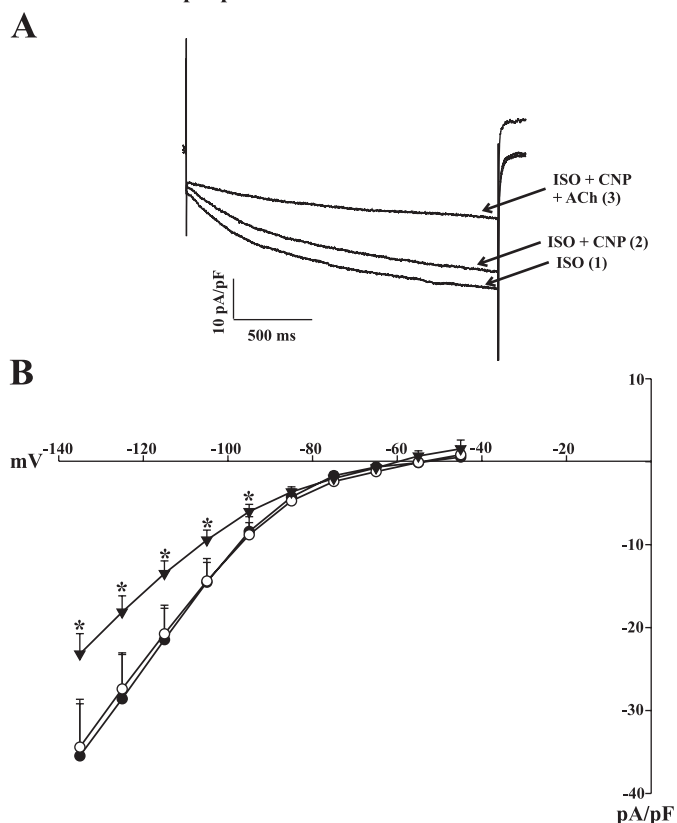 A
ISO + CNP
+ ACh (3)
ISO + CNP (2)
ISO (1)
10 pA/pF
500 ms
B
10
mV
-140
-120
-100
-80
-60
-40
-20
*
*
*
*
*
-10
-20
-30
-40
pA/pF